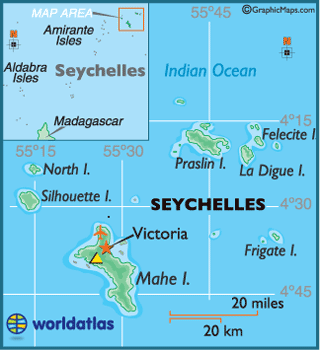 ©GraphicMaps.com
MAP AREA
Amirante
Isles
Aldabra
Isles
Seychelles
Madagascar
55°45
Indian Ocean
4°15
Felecite I.
Praslin I.
La Digue I.
55°15
55°30
North I.
Silhouette I.
SEYCHELLES
4°30
Victoria
Frigate I.
Mahe I.
4°45
20 miles
20 km
worldatlas